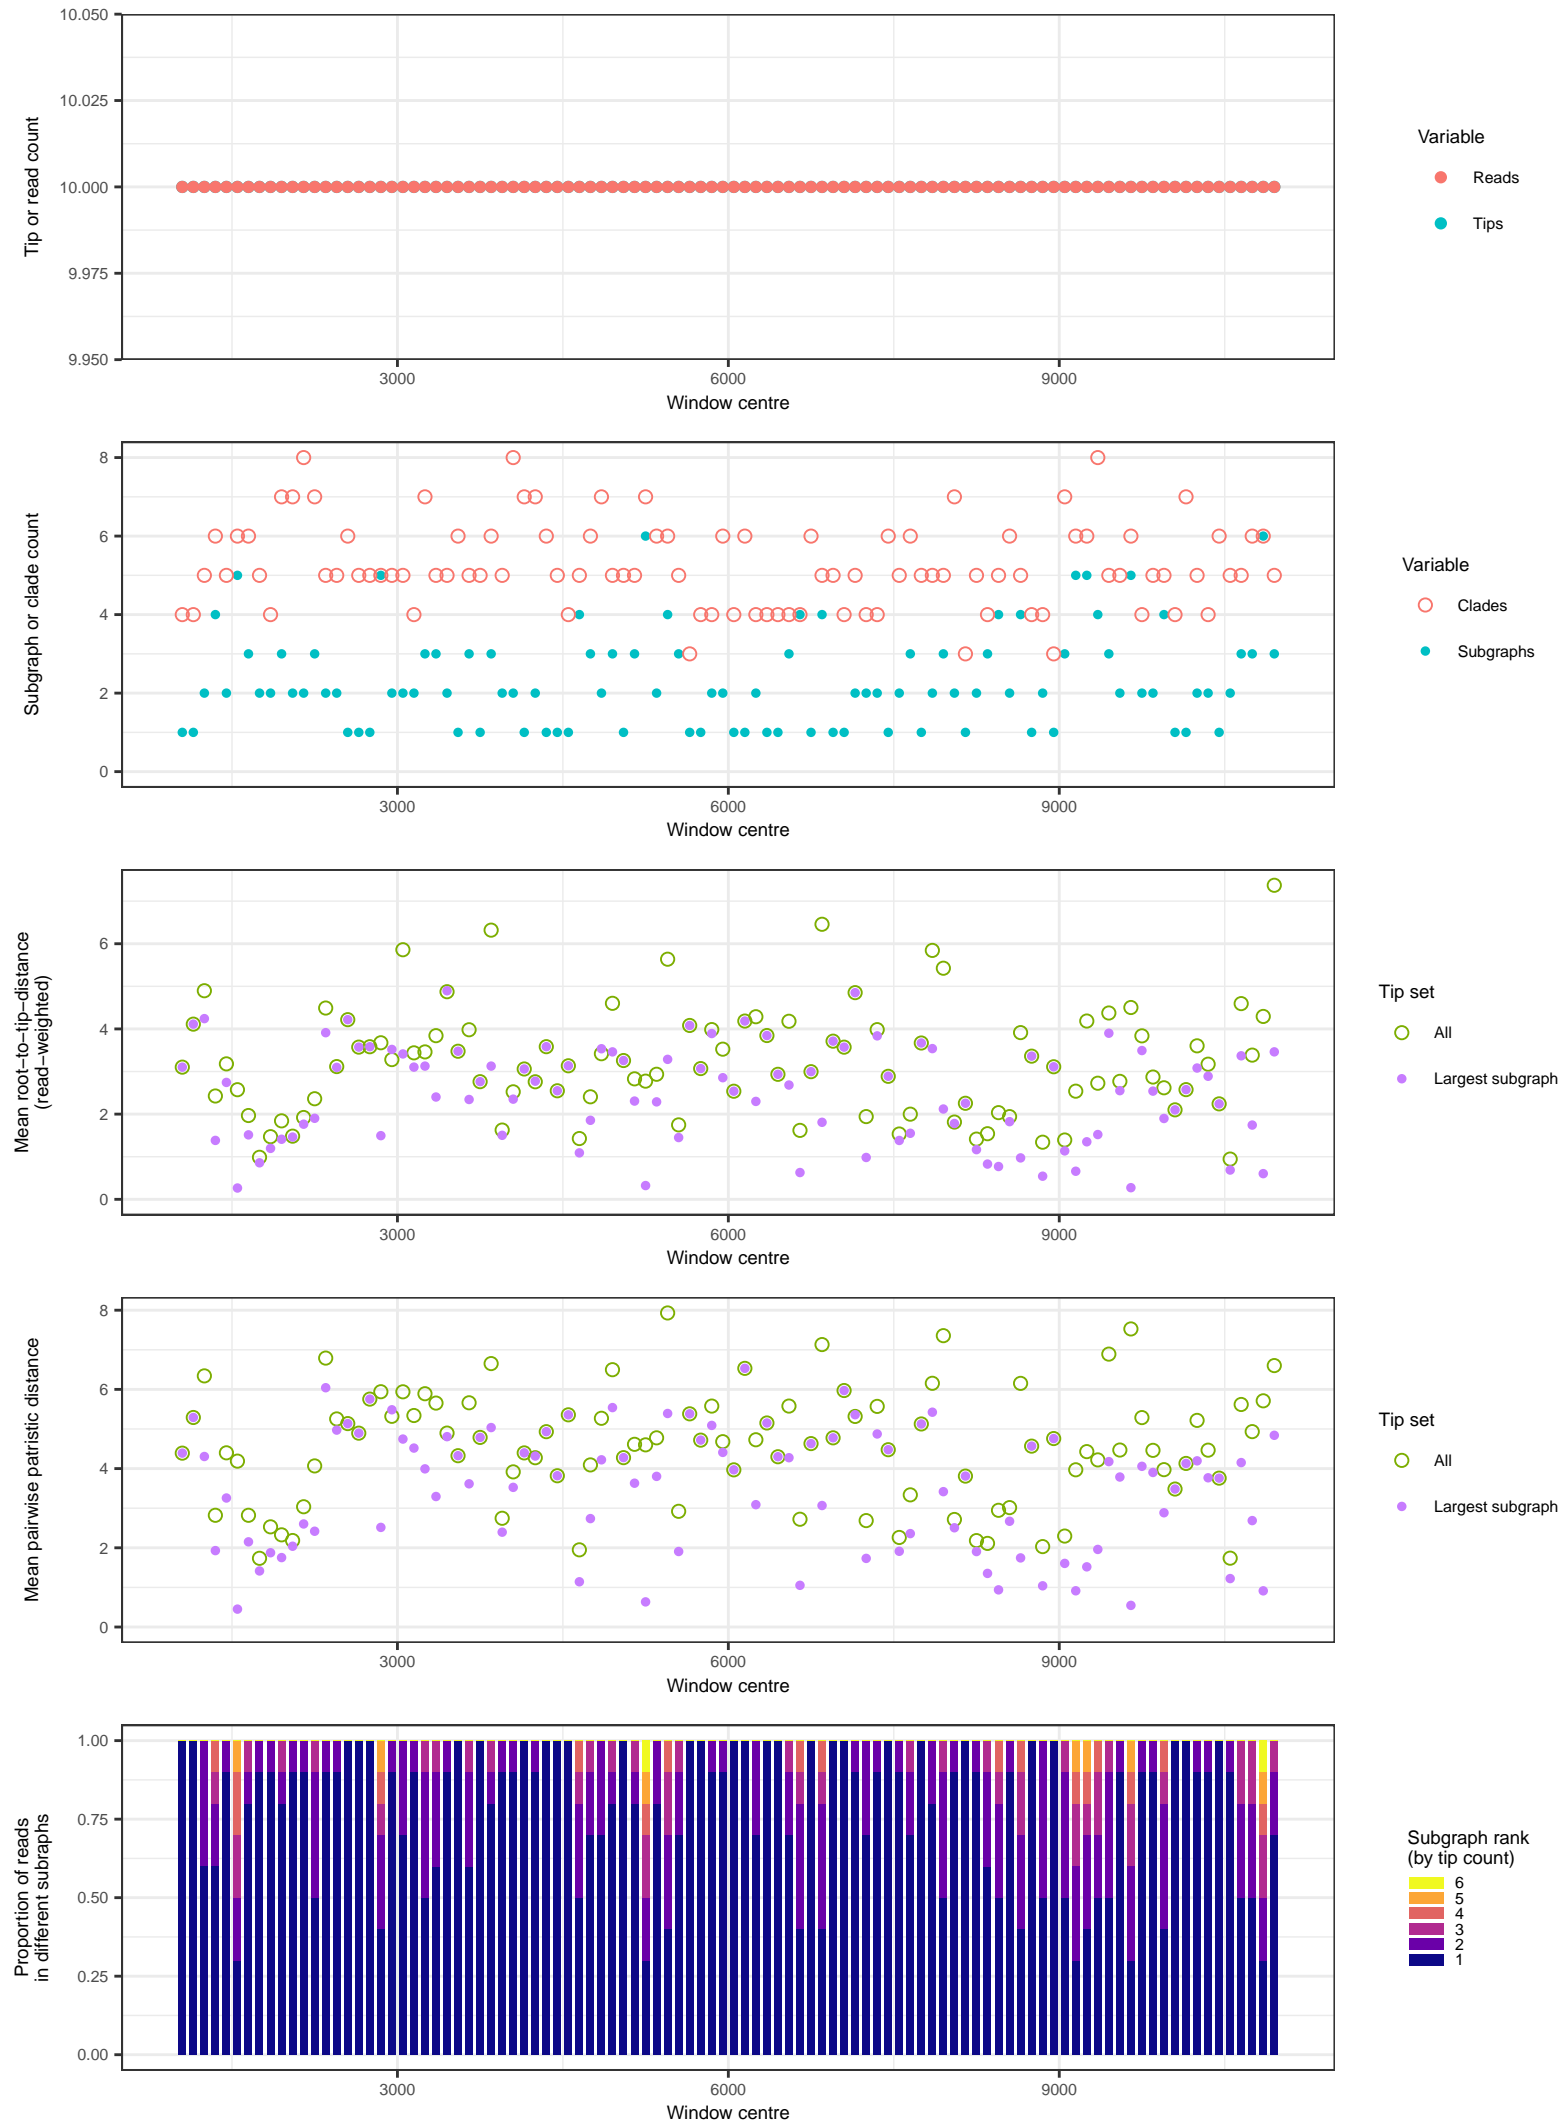 10.050
10.025
10.000
9.975
9.950
Tip or read count
3000 6000 9000
Window centre
Variable
Reads
Tips
8
6
4
2
0
Subgraph or clade count
3000 6000 9000
Window centre
Variable
Clades
Subgraphs
6
4
2
0
Mean root−to−tip−distance
(read−weighted)
3000 6000 9000
Window centre
Tip set
All
Largest subgraph
8
6
4
2
0
Mean pairwise patristic distance
3000 6000 9000
Window centre
Tip set
All
Largest subgraph
1.00
0.75
0.50
0.25
0.00
Proportion of reads
in different subraphs
3000 6000 9000
Window centre
Subgraph rank
(by tip count)
6
5
4
3
2
1